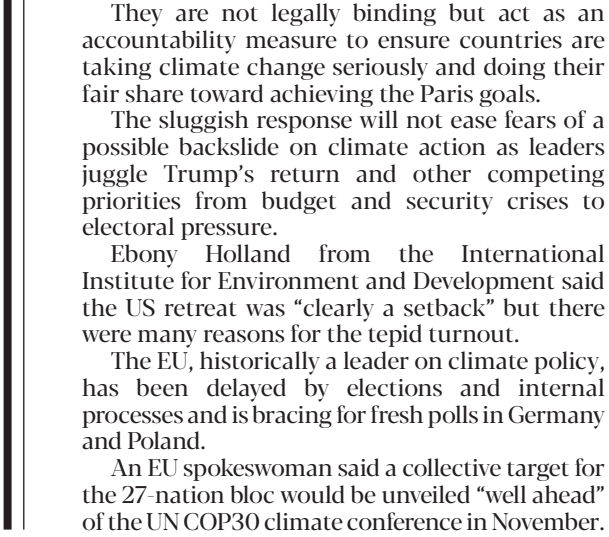 They are not legally binding but act as an
accountability measure to ensure countries are
taking climate change seriously and doing their
fair share toward achieving the Paris goals.
The sluggish response will not ease fears of a
possible backslide on climate action as leaders
juggle Trump’s return and other competing
priorities from budget and security crises to
electoral pressure.
Ebony Holland from the International
Institute for Environment and Development said
the US retreat was “clearly a setback” but there
were many reasons for the tepid turnout.
The EU, historically a leader on climate policy,
has been delayed by elections and internal
processes and is bracing for fresh polls in Germany
and Poland.
An EU spokeswoman said a collective target for
the 27-nation bloc would be unveiled “well ahead”
of the UN COP30 climate conference in November.